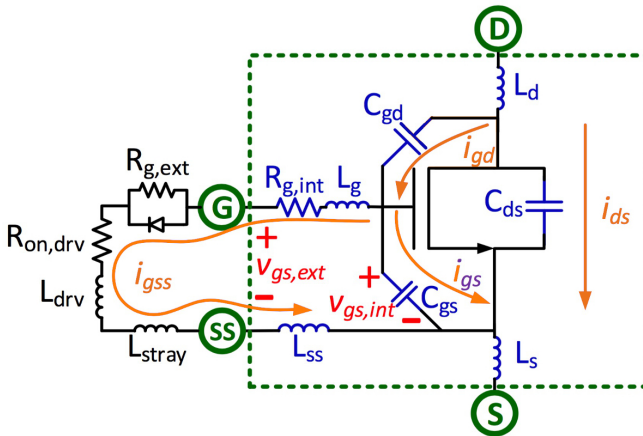 D
L_d
C_gd
i_gd
R_g,ext
R_g,int
L_g
G
C_ds
i_ds
R_on,drv
+
v_gs,ext
i_gss
i_gs
+
L_drv
–
v_gs,int
C_gs
–
SS
L_stray
L_ss
L_s
S